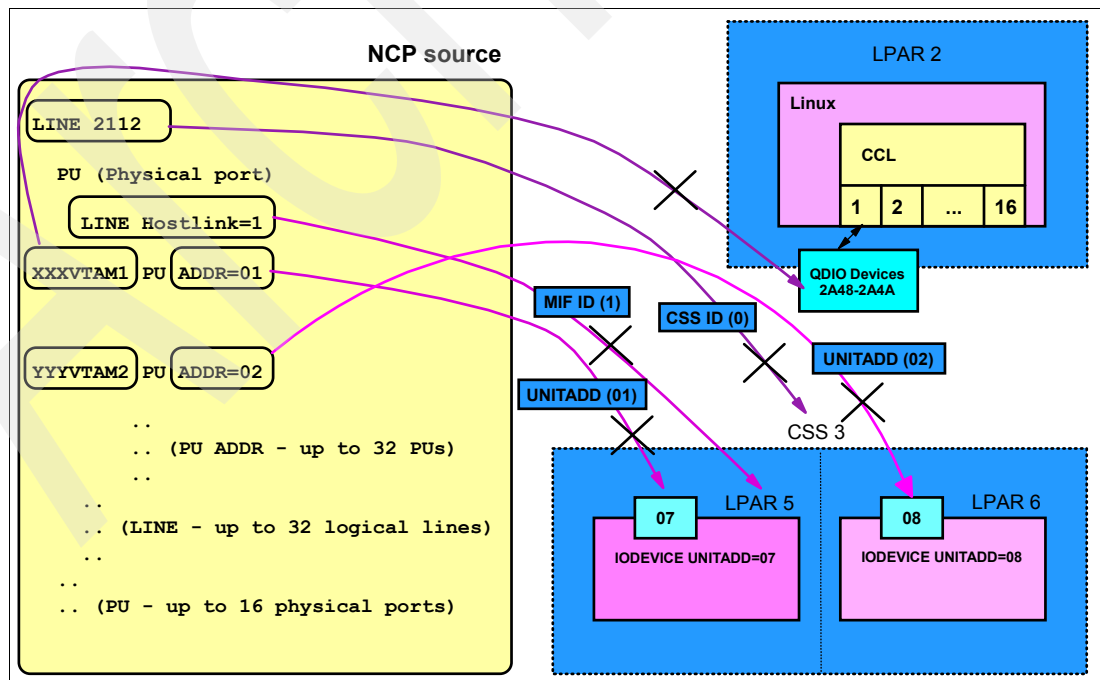 NCP source
LINE 2112
PU (Physical port)
LINE Hostlink=1
XXXVTAM1 PU ADDR=01
YYYVTAM2 PU ADDR=02
..
.. (PU ADDR - up to 32 PUs)
..
..
.. (LINE - up to 32 logical lines)
..
..
.. (PU - up to 16 physical ports)
LPAR 2
Linux
CCL
1 2 ... 16
QDIO Devices
2A48-2A4A
MIF ID (1)
CSS ID (0)
UNITADD (01)
UNITADD (02)
CSS 3
07
LPAR 5
IODEVICE UNITADD=07
08
LPAR 6
IODEVICE UNITADD=08